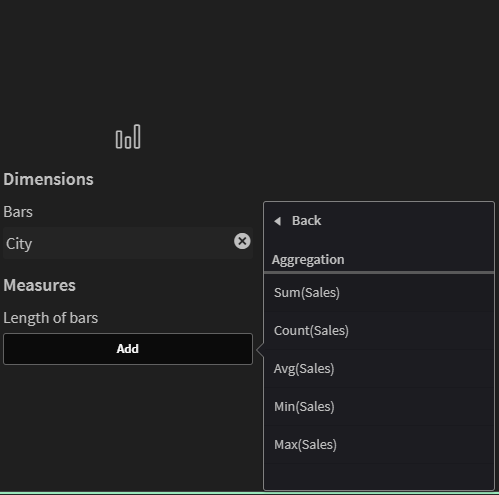 Dimensions
Bars
City
Measures
Length of bars
Add
Back
Aggregation
Sum(Sales)
Count(Sales)
Avg(Sales)
Min(Sales)
Max(Sales)